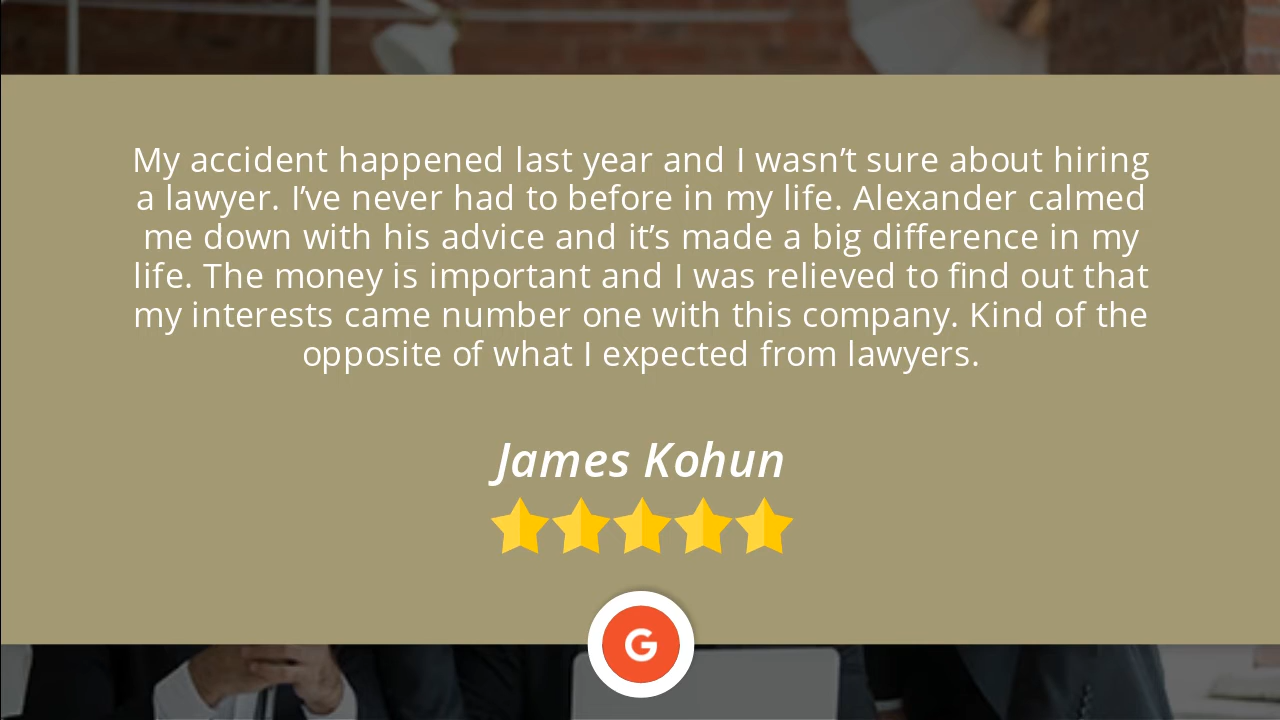 My accident happened last year and I wasn’t sure about hiring
a lawyer. I’ve never had to before in my life. Alexander calmed
me down with his advice and it’s made a big difference in my
life. The money is important and I was relieved to find out that
my interests came number one with this company. Kind of the
opposite of what I expected from lawyers.
James Kohun
G